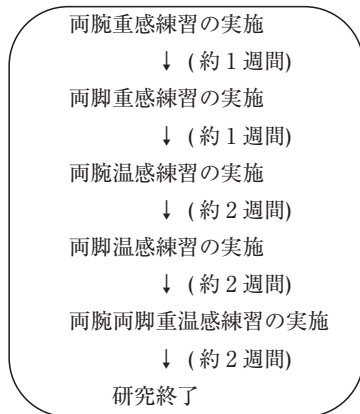 両腕重感練習の実施
↓ (約１週間)
両脚重感練習の実施
↓ (約１週間)
両腕温感練習の実施
↓ (約２週間)
両脚温感練習の実施
↓ (約２週間)
両腕両脚重温感練習の実施
↓ (約２週間)
研究終了